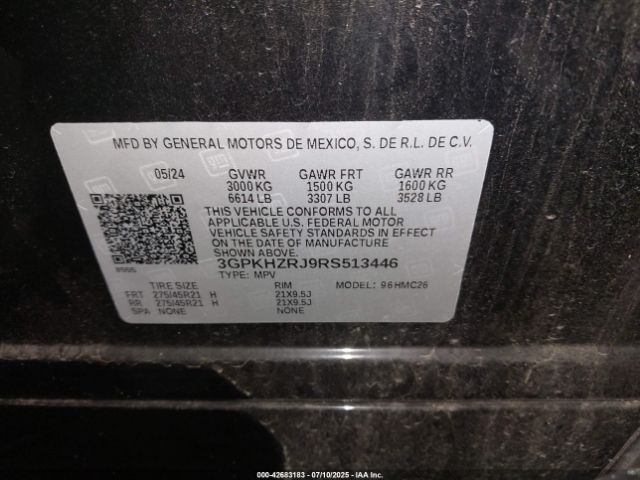 MFD BY GENERAL MOTORS DE MEXICO, S. DE R.L. DE C.V.
05/24 GVWR GAWR FRT GAWR RR
3000 KG 1500 KG 1600 KG
6614 LB 3307 LB 3528 LB
THIS VEHICLE CONFORMS TO ALL
APPLICABLE U.S. FEDERAL MOTOR
VEHICLE SAFETY STANDARDS IN EFFECT
ON THE DATE OF MANUFACTURE
SHOWN ABOVE.
3GPKHZRJ9RS513446
TYPE: MPV
TIRE SIZE RIM MODEL: 96HMC26
FRT 275/45R21 H 21X9.5J
RR 275/45R21 H 21X9.5J
SPA NONE NONE
000-42683183 / 07/10/2025 - IAA Inc.